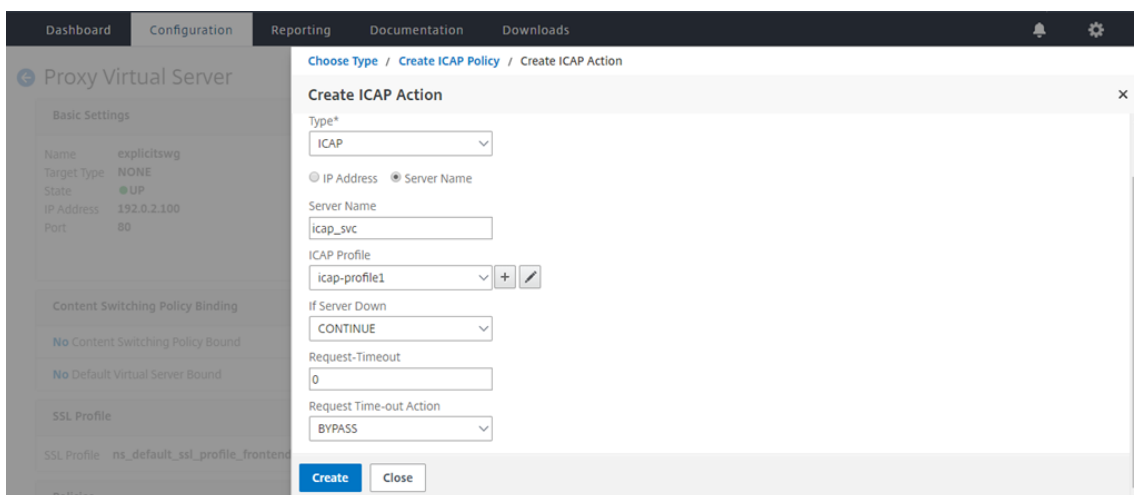 Dashboard Configuration Reporting Documentation Downloads
Choose Type / Create ICAP Policy / Create ICAP Action
Proxy Virtual Server
Basic Settings
Name explicitswg
Target Type NONE
State UP
IP Address 192.0.2.100
Port 80
Content Switching Policy Binding
No Content Switching Policy Bound
No Default Virtual Server Bound
SSL Profile
SSL Profile ns_default_ssl_profile_frontend
Create ICAP Action
Type*
ICAP
IP Address Server Name
Server Name
icap_svc
ICAP Profile
icap-profile1
If Server Down
CONTINUE
Request-Timeout
0
Request Time-out Action
BYPASS
Create Close